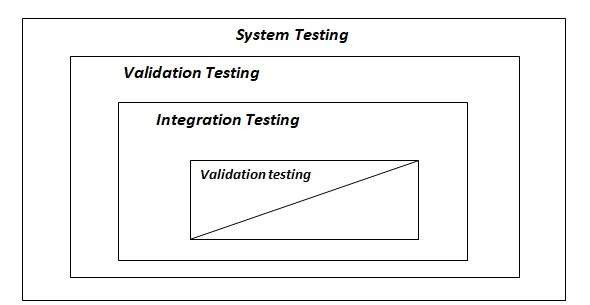 System Testing
Validation Testing
Integration Testing
Validation testing